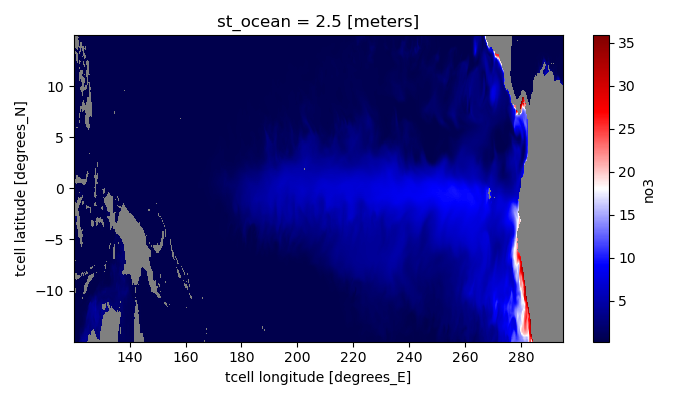 st_ocean = 2.5 [meters]
10
5
0
−5
−10
tcell latitude [degrees_N]
140 160 180 200 220 240 260 280
tcell longitude [degrees_E]
35
30
25
20
15
10
5
no3